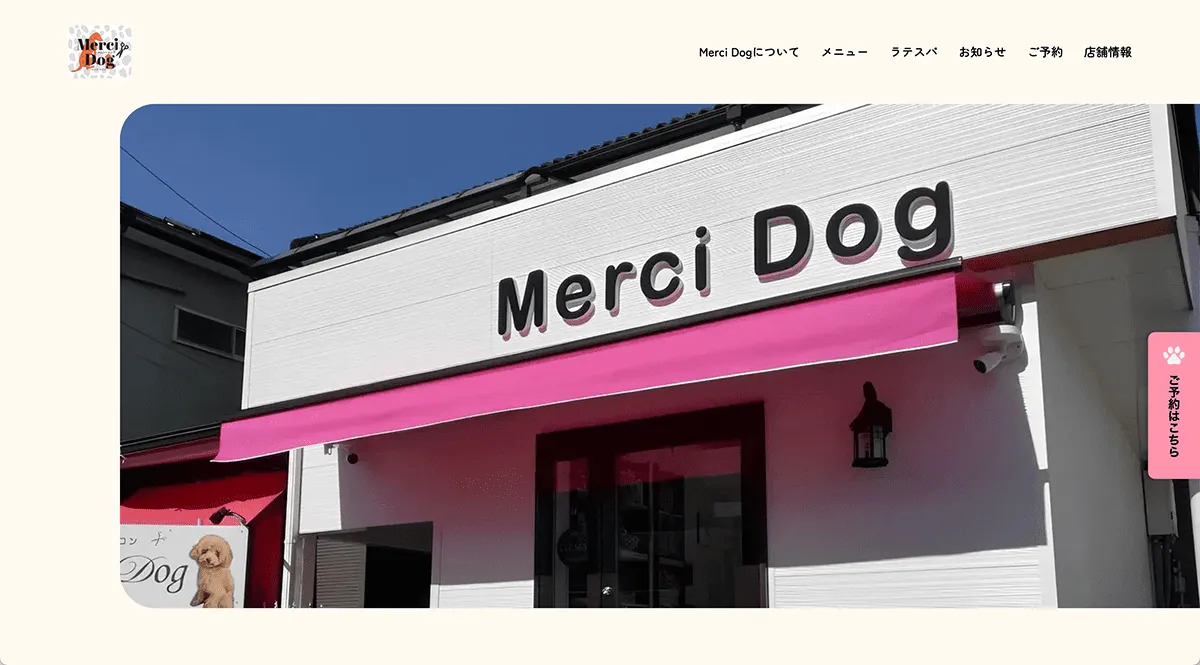 Merci
Dog
Merci Dogについて
メニュー
ラテスパ
お知らせ
ご予約
店舗情報
Merci Dog
ご予約はこちら
コン
Dog